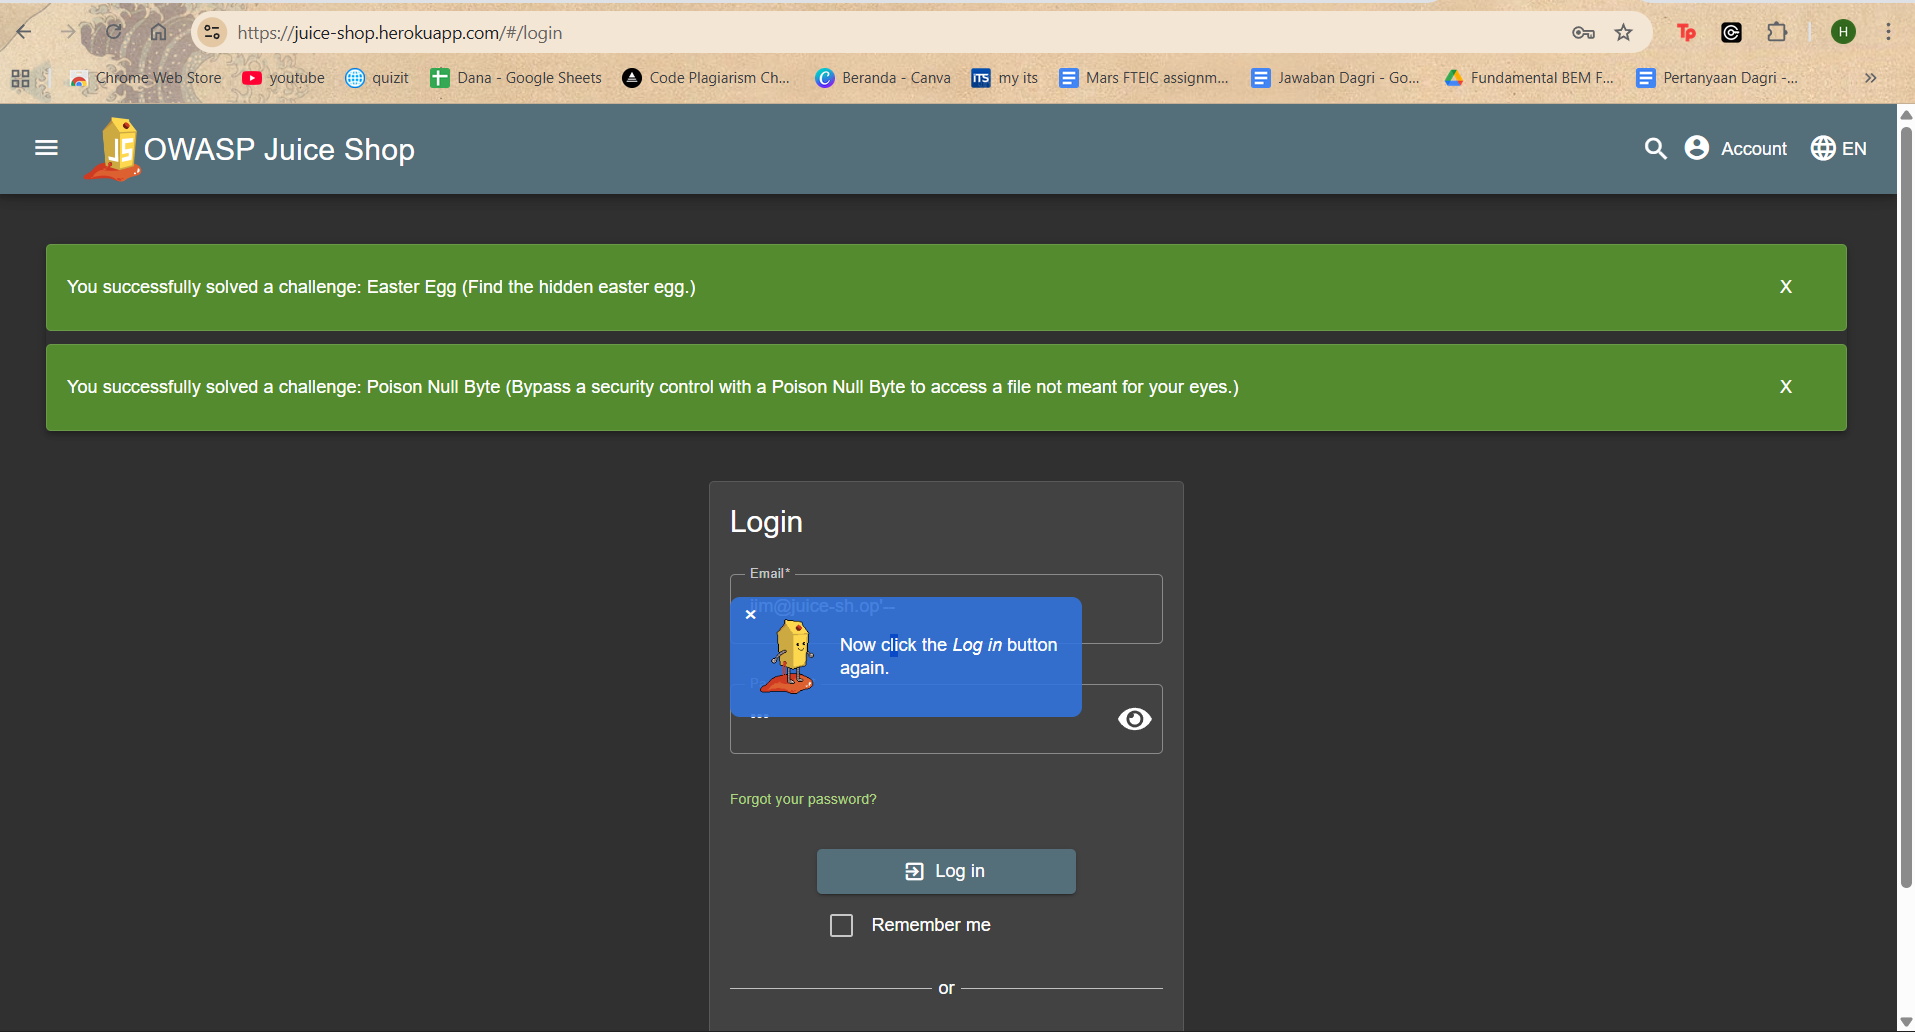 https://juice-shop.herokuapp.com/#/login
Tp
H
Chrome Web Store youtube quizit Dana - Google Sheets Code Plagiarism Ch... Beranda - Canva ITS my its Mars FTEIC assignm... Jawaban Dagri - Go... Fundamental BEM F... Pertanyaan Dagri -... »
JS OWASP Juice Shop Account EN
You successfully solved a challenge: Easter Egg (Find the hidden easter egg.) X
You successfully solved a challenge: Poison Null Byte (Bypass a security control with a Poison Null Byte to access a file not meant for your eyes.) X
Login
Email*
jim@juice-sh.op'--
Now click the Log in button
again.
Forgot your password?
Log in
Remember me
or